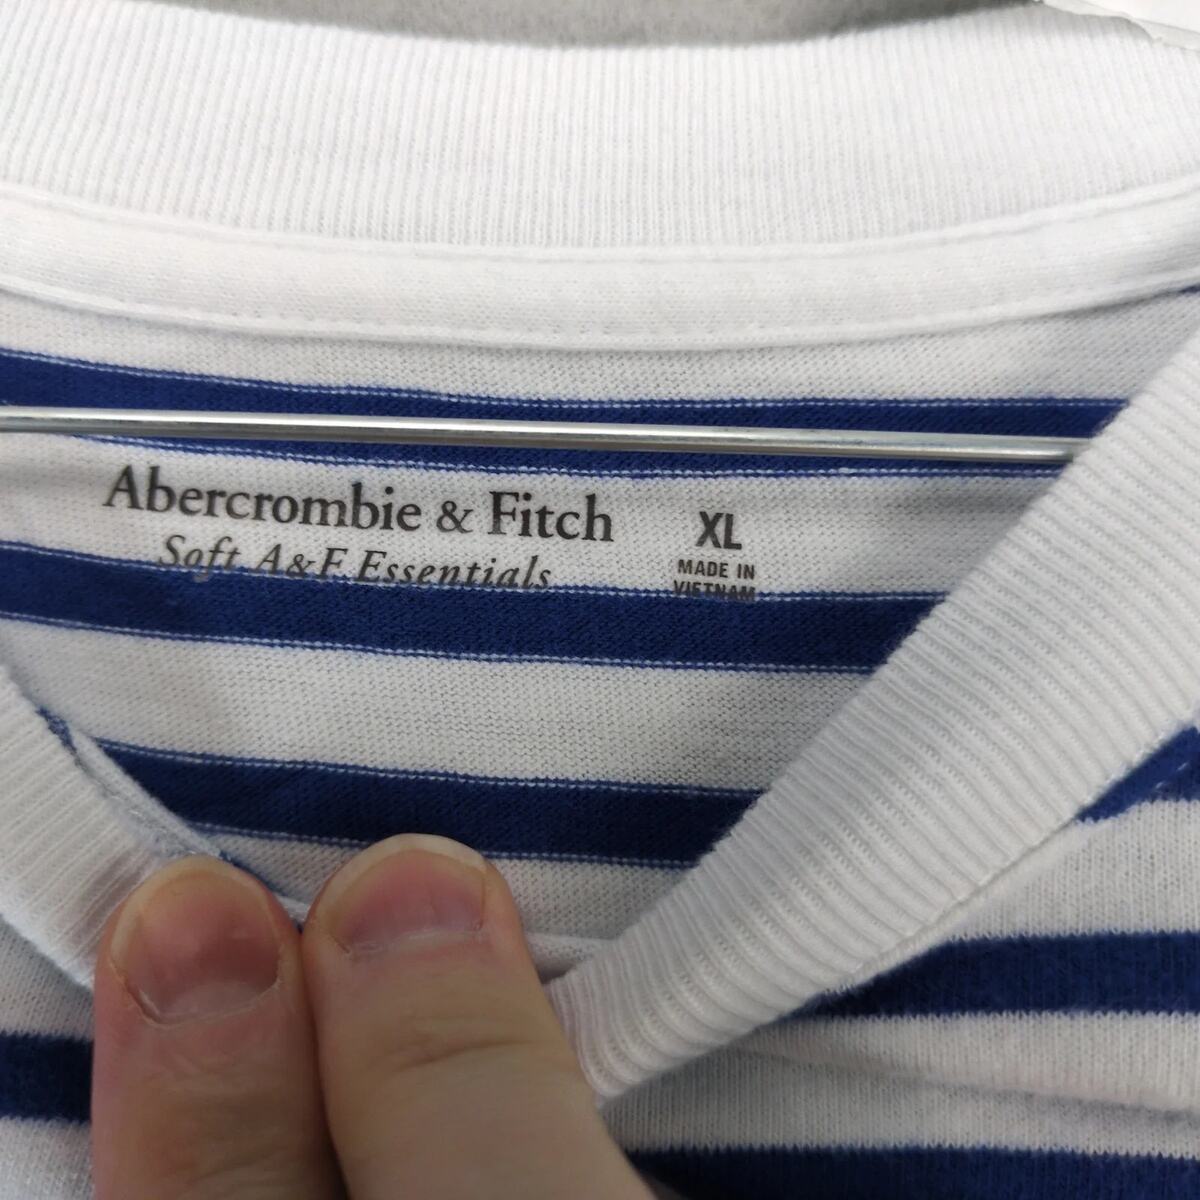 Abercrombie & Fitch
Soft A&F Essentials
XL
MADE IN
VIETNAM